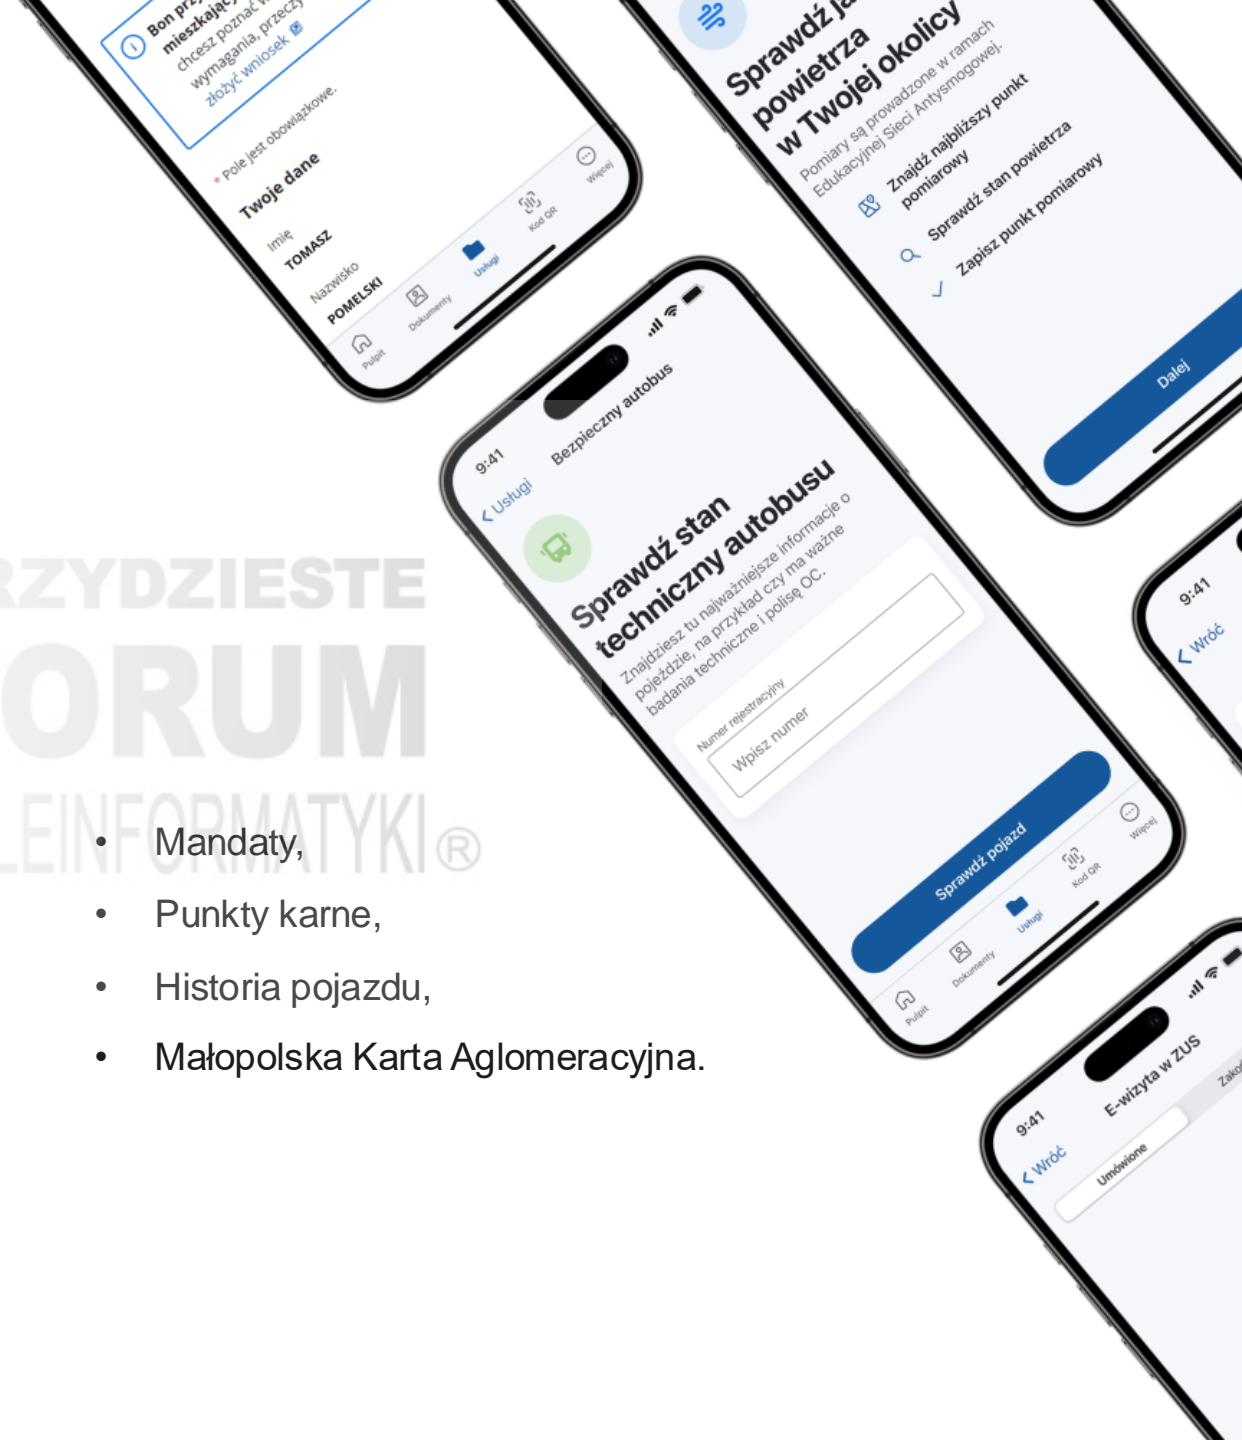 Bon
mieszkając
chcesz poznać
wymagania, przeczy
złożyć wniosek
* Pole jest obowiązkowe.
Twoje dane
Imię
TOMASZ
Nazwisko
POMELSKI
Pulpit
Dokumenty
Usługi
Kod QR
Więcej
Sprawdź
powietrza
w Twojej okolicy
Pomiary są prowadzone w ramach
Edukacyjnej Sieci Antysmogowej.
Znajdź najbliższy punkt
pomiarowy
Sprawdź stan powietrza
Zapisz punkt pomiarowy
Dalej
9:41
Usługi
Bezpieczny autobus
Sprawdź stan
techniczny autobusu
Znajdziesz tu najważniejsze informacje o
pojeździe, na przykład czy ma ważne
badania techniczne i polisę OC.
Numer rejestracyjny
Wpisz numer
Sprawdź pojazd
Pulpit
Dokumenty
Usługi
Kod QR
Więcej
9:41
Wróć
RZYDZIESTE
ORUM
LEINFORMATYKI®
• Mandaty,
• Punkty karne,
• Historia pojazdu,
• Małopolska Karta Aglomeracyjna.
9:41
Wróć
E-wizyta w ZUS
Umówione
Zakoń